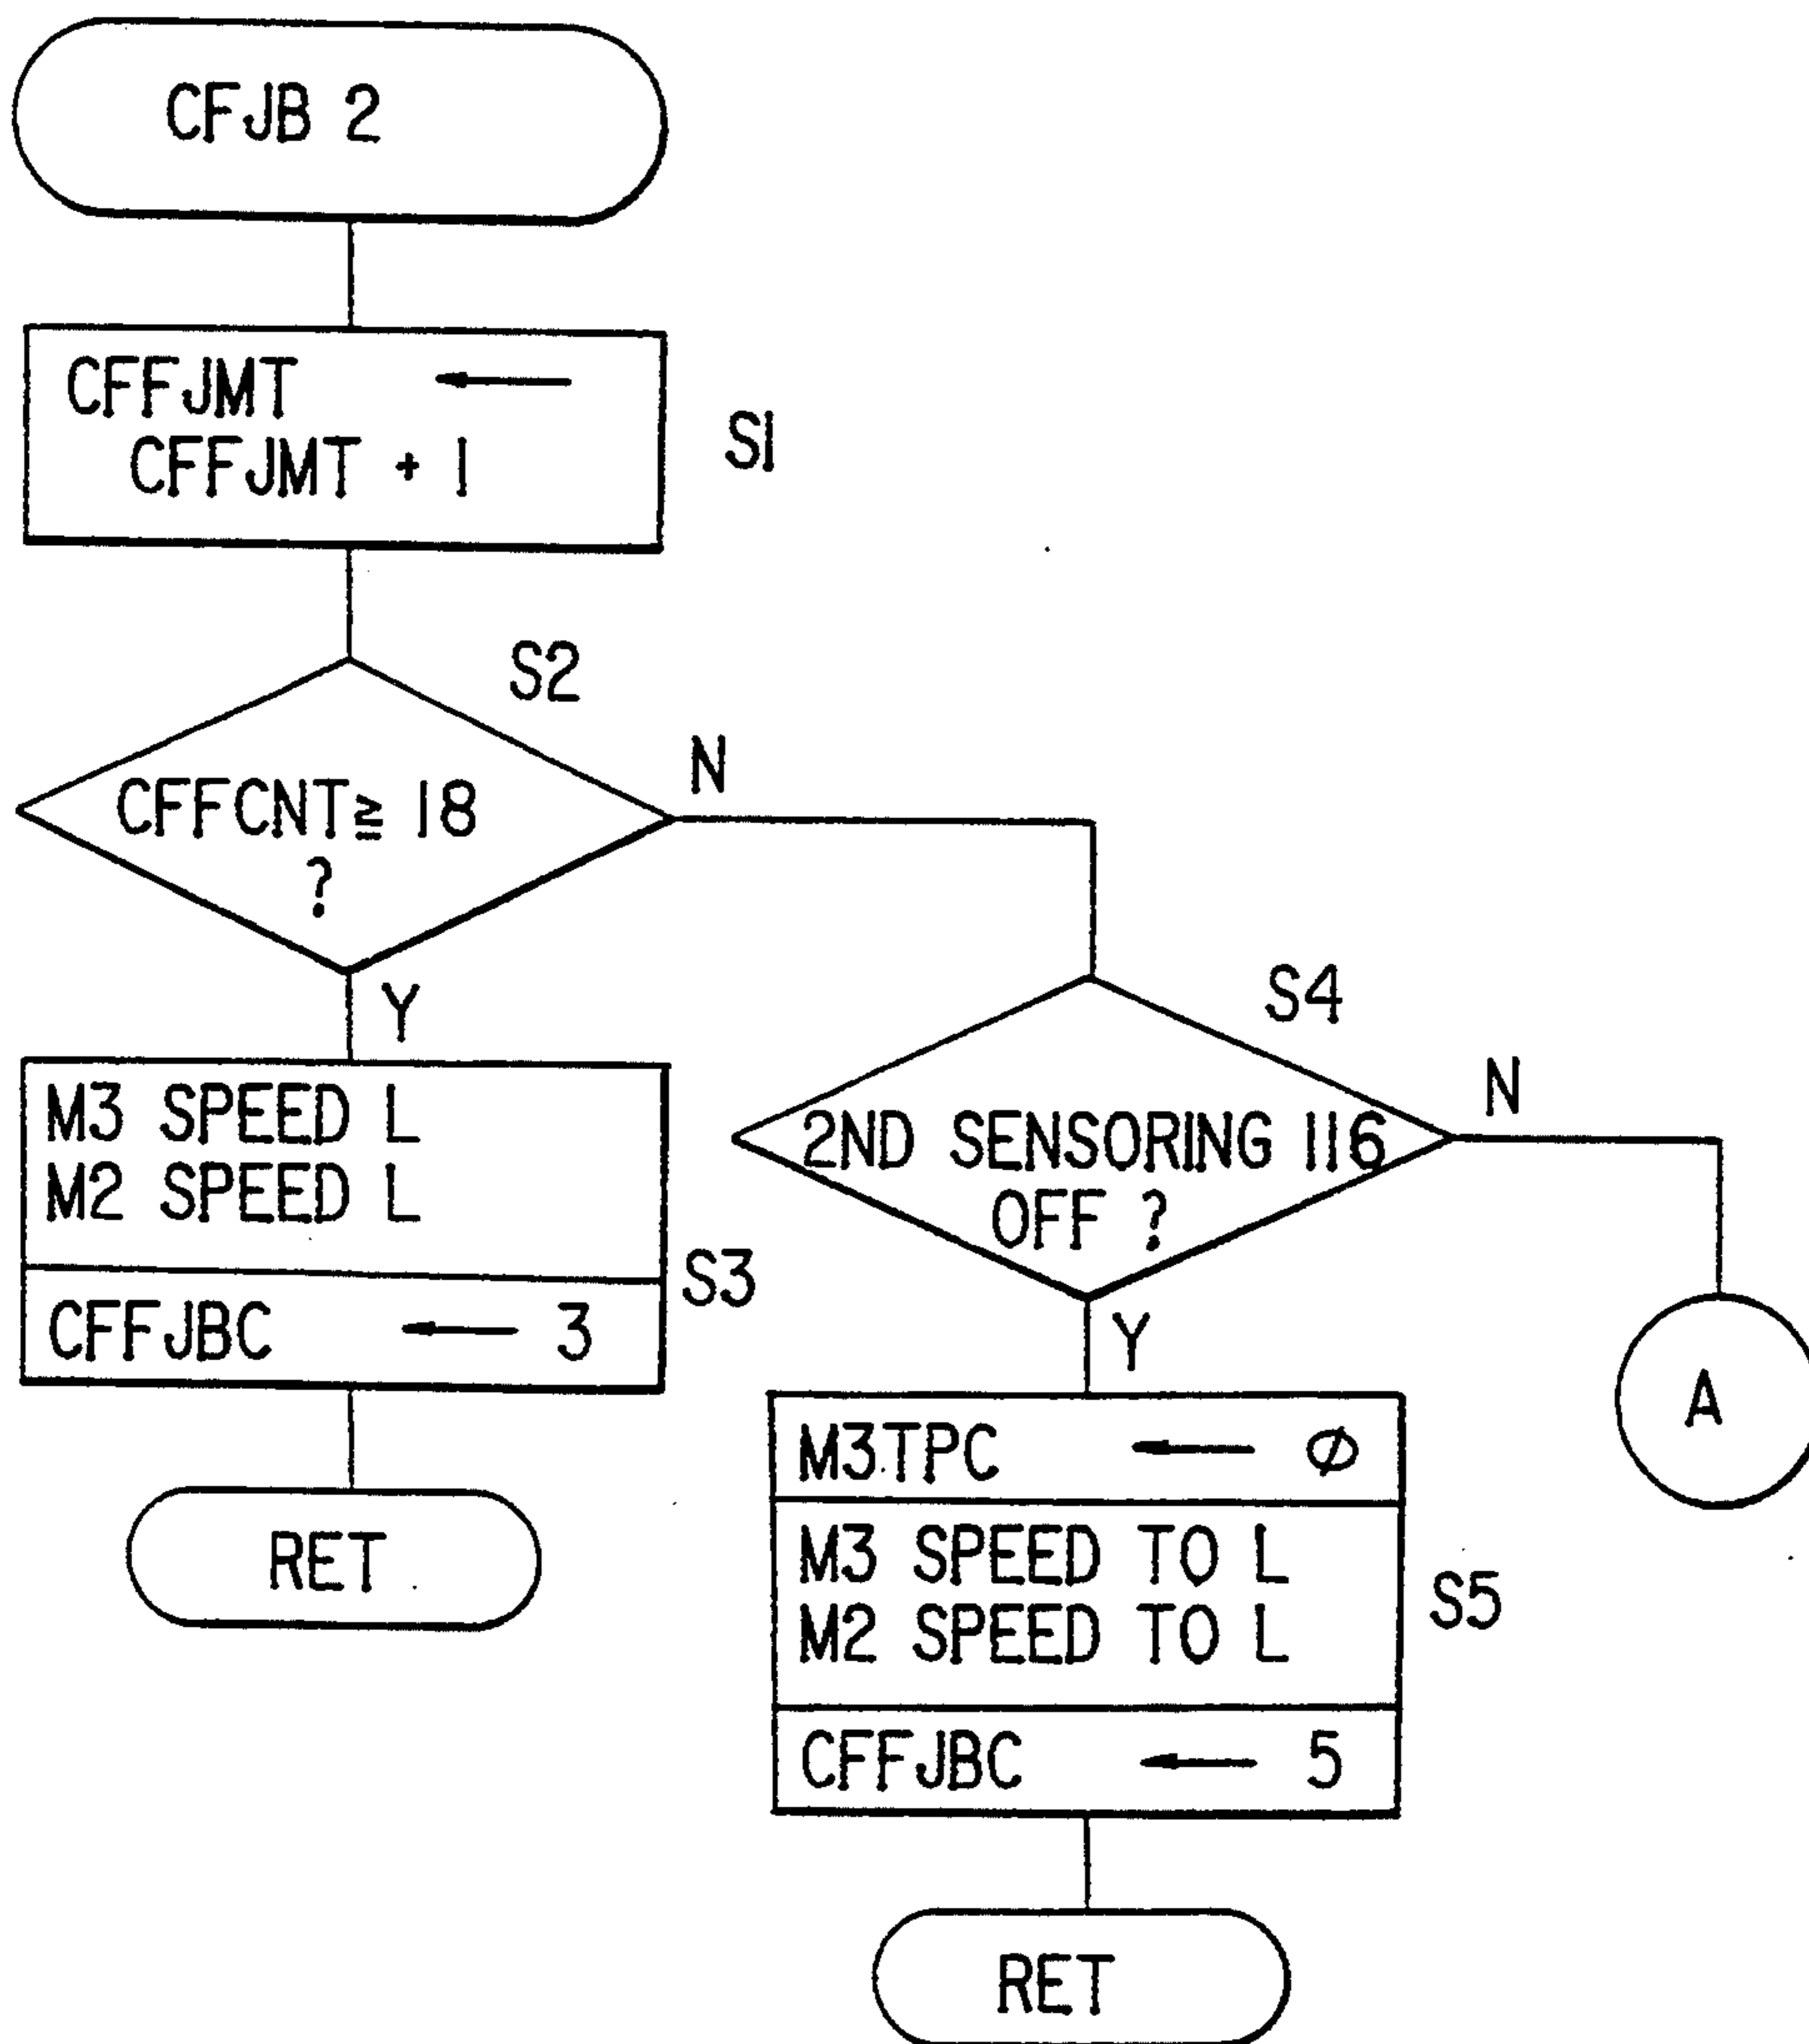 CFJB 2
CFFJMT ←
CFFJMT + 1
S1
S2
CFFCNT ≧ 18
?
N
Y
M3 SPEED L
M2 SPEED L
CFFJBC ← 3
S3
RET
S4
2ND SENSORING 116
OFF ?
N
A
Y
M3TPC ← Ø
M3 SPEED TO L
M2 SPEED TO L
CFFJBC ← 5
S5
RET